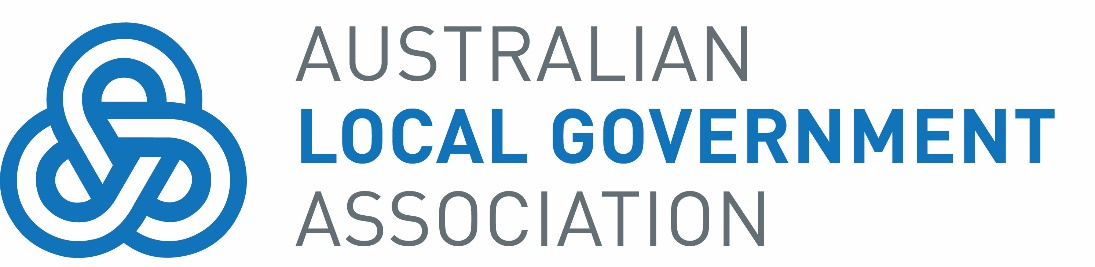 AUSTRALIAN
LOCAL GOVERNMENT
ASSOCIATION